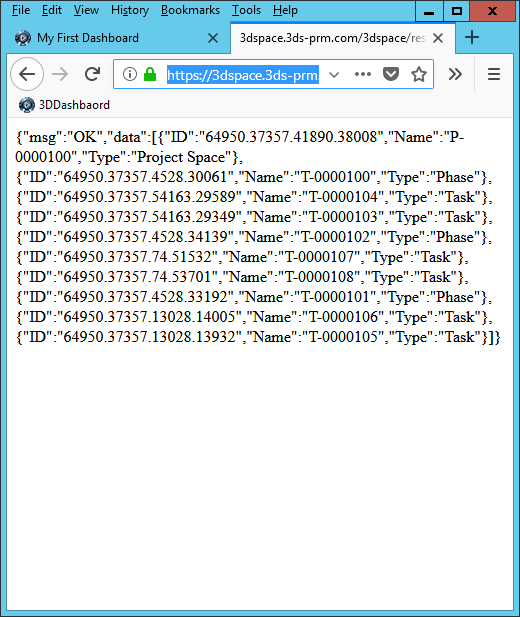 File Edit View History Bookmarks Tools Help
My First Dashboard
3dspace.3ds-prm.com/3dspace/res
https://3dspace.3ds-prm.
3DDashbaord
{"msg":"OK","data":[{"ID":"64950.37357.41890.38008","Name":"P-
0000100","Type":"Project Space"},
{"ID":"64950.37357.4528.30061","Name":"T-0000100","Type":"Phase"},
{"ID":"64950.37357.54163.29589","Name":"T-0000104","Type":"Task"},
{"ID":"64950.37357.54163.29349","Name":"T-0000103","Type":"Task"},
{"ID":"64950.37357.4528.34139","Name":"T-0000102","Type":"Phase"},
{"ID":"64950.37357.74.51532","Name":"T-0000107","Type":"Task"},
{"ID":"64950.37357.74.53701","Name":"T-0000108","Type":"Task"},
{"ID":"64950.37357.4528.33192","Name":"T-0000101","Type":"Phase"},
{"ID":"64950.37357.13028.14005","Name":"T-0000106","Type":"Task"},
{"ID":"64950.37357.13028.13932","Name":"T-0000105","Type":"Task"}]}